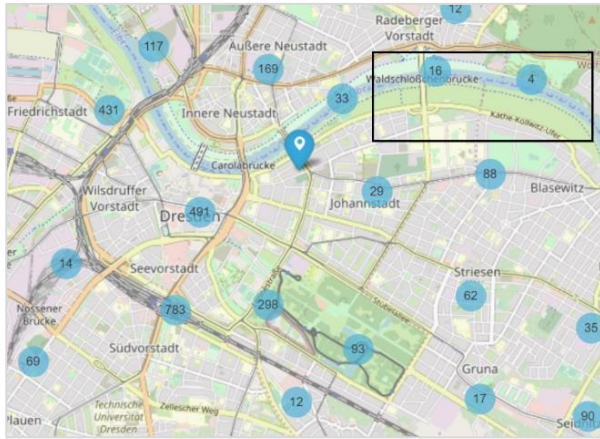 12
Radeberger
Vorstadt
117
Äußere Neustadt
169
16
Waldschlößchenbrücke
4
33
431
Friedrichstadt
Innere Neustadt
Käthe-Kollwitz-Ufer
Carolabrücke
88
Wilsdruffer
Vorstadt
29
Blasewitz
491
Dresden
Johannstadt
14
Seevorstadt
Striesen
62
298
783
Stübelallee
Nossener
Brücke
35
93
Südvorstadt
69
Gruna
Technische
Universität
Dresden
Zellescher Weg
12
17
90